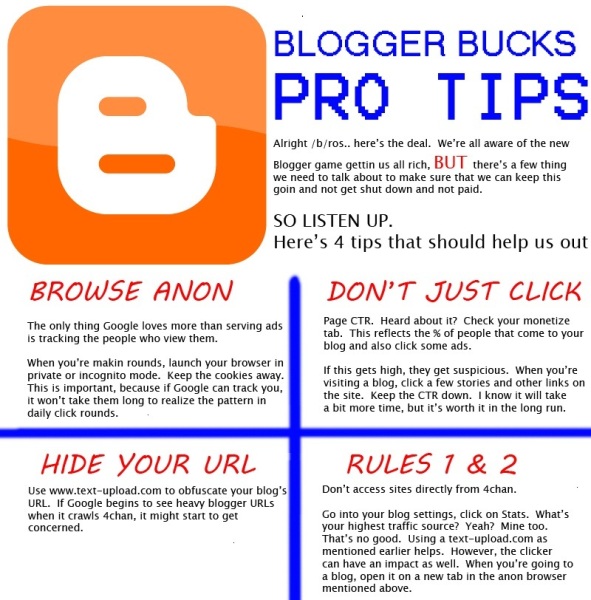 BLOGGER BUCKS
PRO TIPS
Alright /b/ros.. here's the deal. We're all aware of the new
Blogger game gettin us all rich, BUT there's a few thing
we need to talk about to make sure that we can keep this
goin and not get shut down and not paid.
SO LISTEN UP.
Here's 4 tips that should help us out
BROWSE ANON
The only thing Google loves more than serving ads
is tracking the people who view them.
When you're makin rounds, launch your browser in
private or incognito mode. Keep the cookies away.
This is important, because if Google can track you,
it won't take them long to realize the pattern in
daily click rounds.
DON'T JUST CLICK
Page CTR. Heard about it? Check your monetize
tab. This reflects the % of people that come to your
blog and also click some ads.
If this gets high, they get suspicious. When you're
visiting a blog, click a few stories and other links on
the site. Keep the CTR down. I know it will take
a bit more time, but it's worth it in the long run.
HIDE YOUR URL
Use www.text-upload.com to obfuscate your blog's
URL. If Google begins to see heavy blogger URLs
when it crawls 4chan, it might start to get
concerned.
RULES 1 & 2
Don't access sites directly from 4chan.
Go into your blog settings, click on Stats. What's
your highest traffic source? Yeah? Mine too.
That's no good. Using a text-upload.com as
mentioned earlier helps. However, the clicker
can have an impact as well. When you're going to
a blog, open it on a new tab in the anon browser
mentioned above.